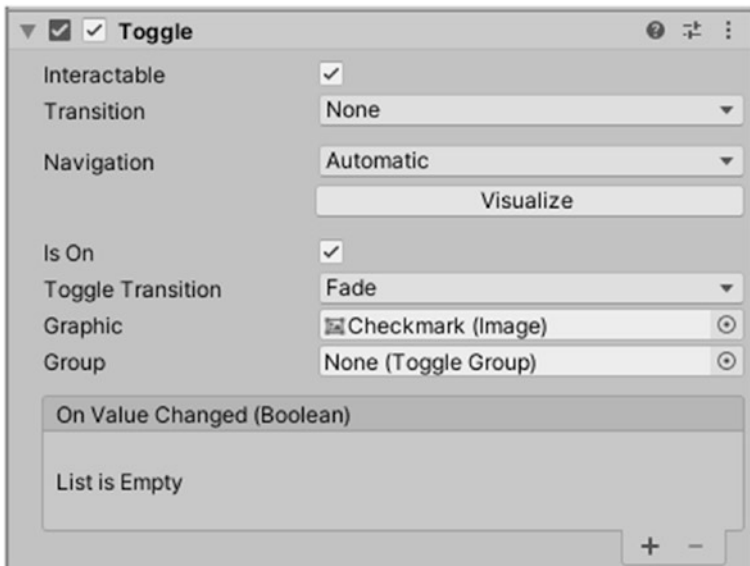 Toggle
Interactable
Transition None
Navigation Automatic
Visualize
Is On
Toggle Transition Fade
Graphic Checkmark (Image)
Group None (Toggle Group)
On Value Changed (Boolean)
List is Empty